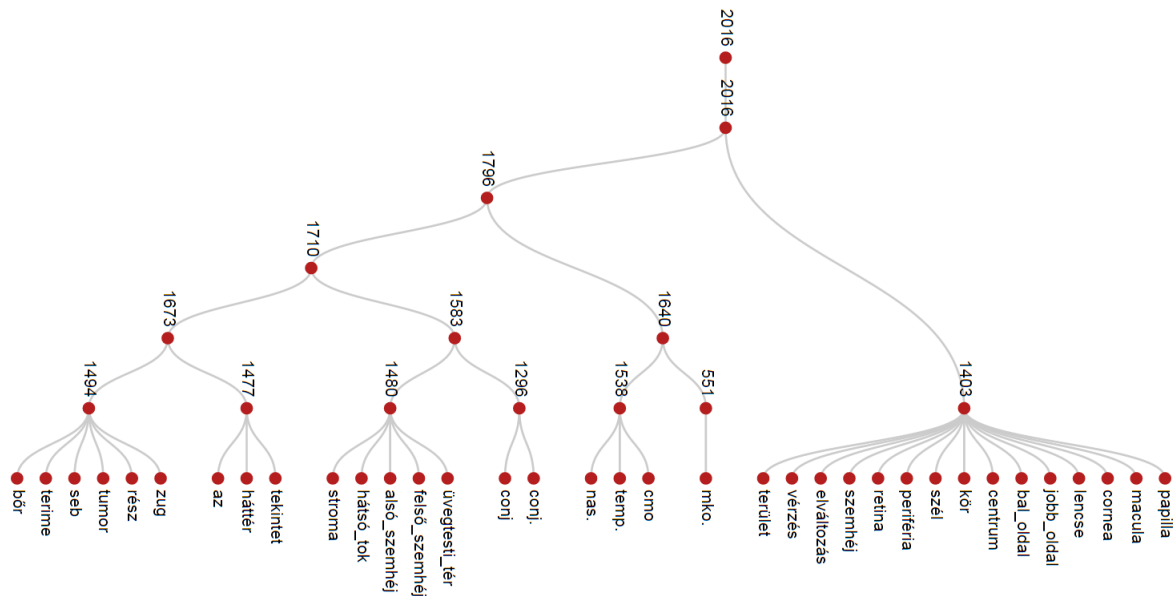 2016
2016
1796
1710
1673
1583
1640
1494
1477
1480
1296
1538
551
1403
bőr
terime
seb
tumor
rész
zug
az
háttér
tekintet
stroma
hátsó_tok
alsó_szemhéj
felső_szemhéj
üvegtesti_tér
conj
conj.
nas.
temp.
cmo
mko.
terület
vérzés
elváltozás
szemhéj
retina
periféria
szél
kör
centrum
bal_oldal
jobb_oldal
lencse
cornea
macula
papilla